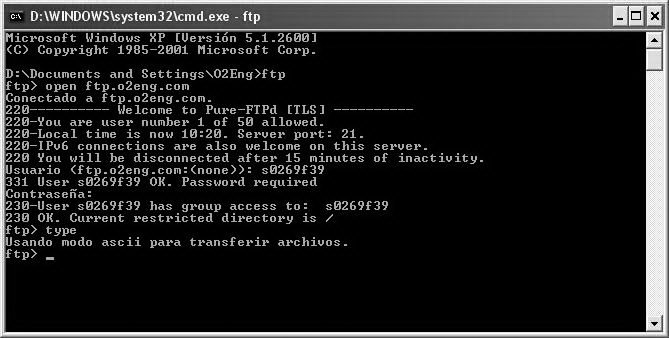 D:\WINDOWS\system32\cmd.exe - ftp
Microsoft Windows XP [Versión 5.1.2600]
(C) Copyright 1985-2001 Microsoft Corp.
D:\Documents and Settings\O2Eng>ftp
ftp> open ftp.o2eng.com
Conectado a ftp.o2eng.com.
220---------- Welcome to Pure-FTPd [TLS] ----------
220-You are user number 1 of 50 allowed.
220-Local time is now 10:20. Server port: 21.
220-IPv6 connections are also welcome on this server.
220 You will be disconnected after 15 minutes of inactivity.
Usuario (ftp.o2eng.com:(none)): s0269f39
331 User s0269f39 OK. Password required
Contraseña:
230-User s0269f39 has group access to:  s0269f39
230 OK. Current restricted directory is /
ftp> type
Usando modo ascii para transferir archivos.
ftp> _